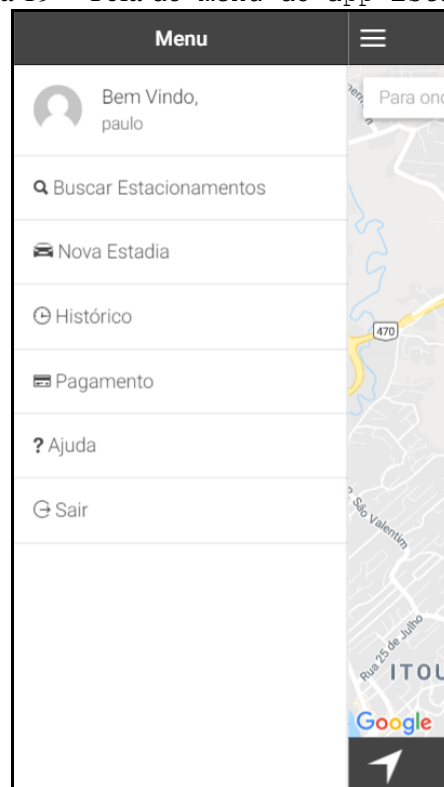 Menu
Bem Vindo,
paulo
Buscar Estacionamentos
Nova Estadia
Histórico
Pagamento
? Ajuda
Sair
Para
470
São Valentim
Rua 25 de Julho
ITOU
Google